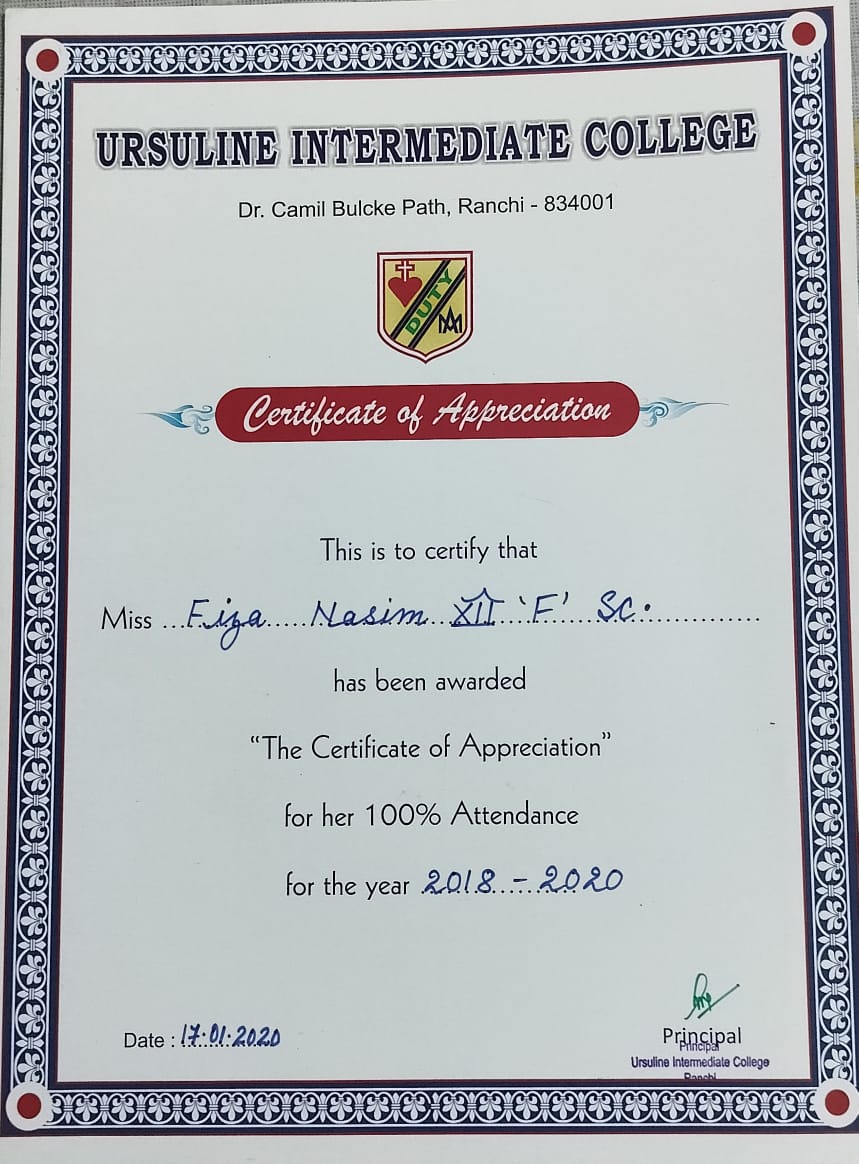 URSULINE INTERMEDIATE COLLEGE
Dr. Camil Bulcke Path, Ranchi - 834001
DUTY
Certificate of Appreciation
This is to certify that
Miss ...Fiza.....Nasim...XII 'F' Sc. ................
has been awarded
“The Certificate of Appreciation”
for her 100% Attendance
for the year 2018 - 2020
Date : 17.01.2020
Principal
Principal
Ursuline Intermediate College
Ranchi